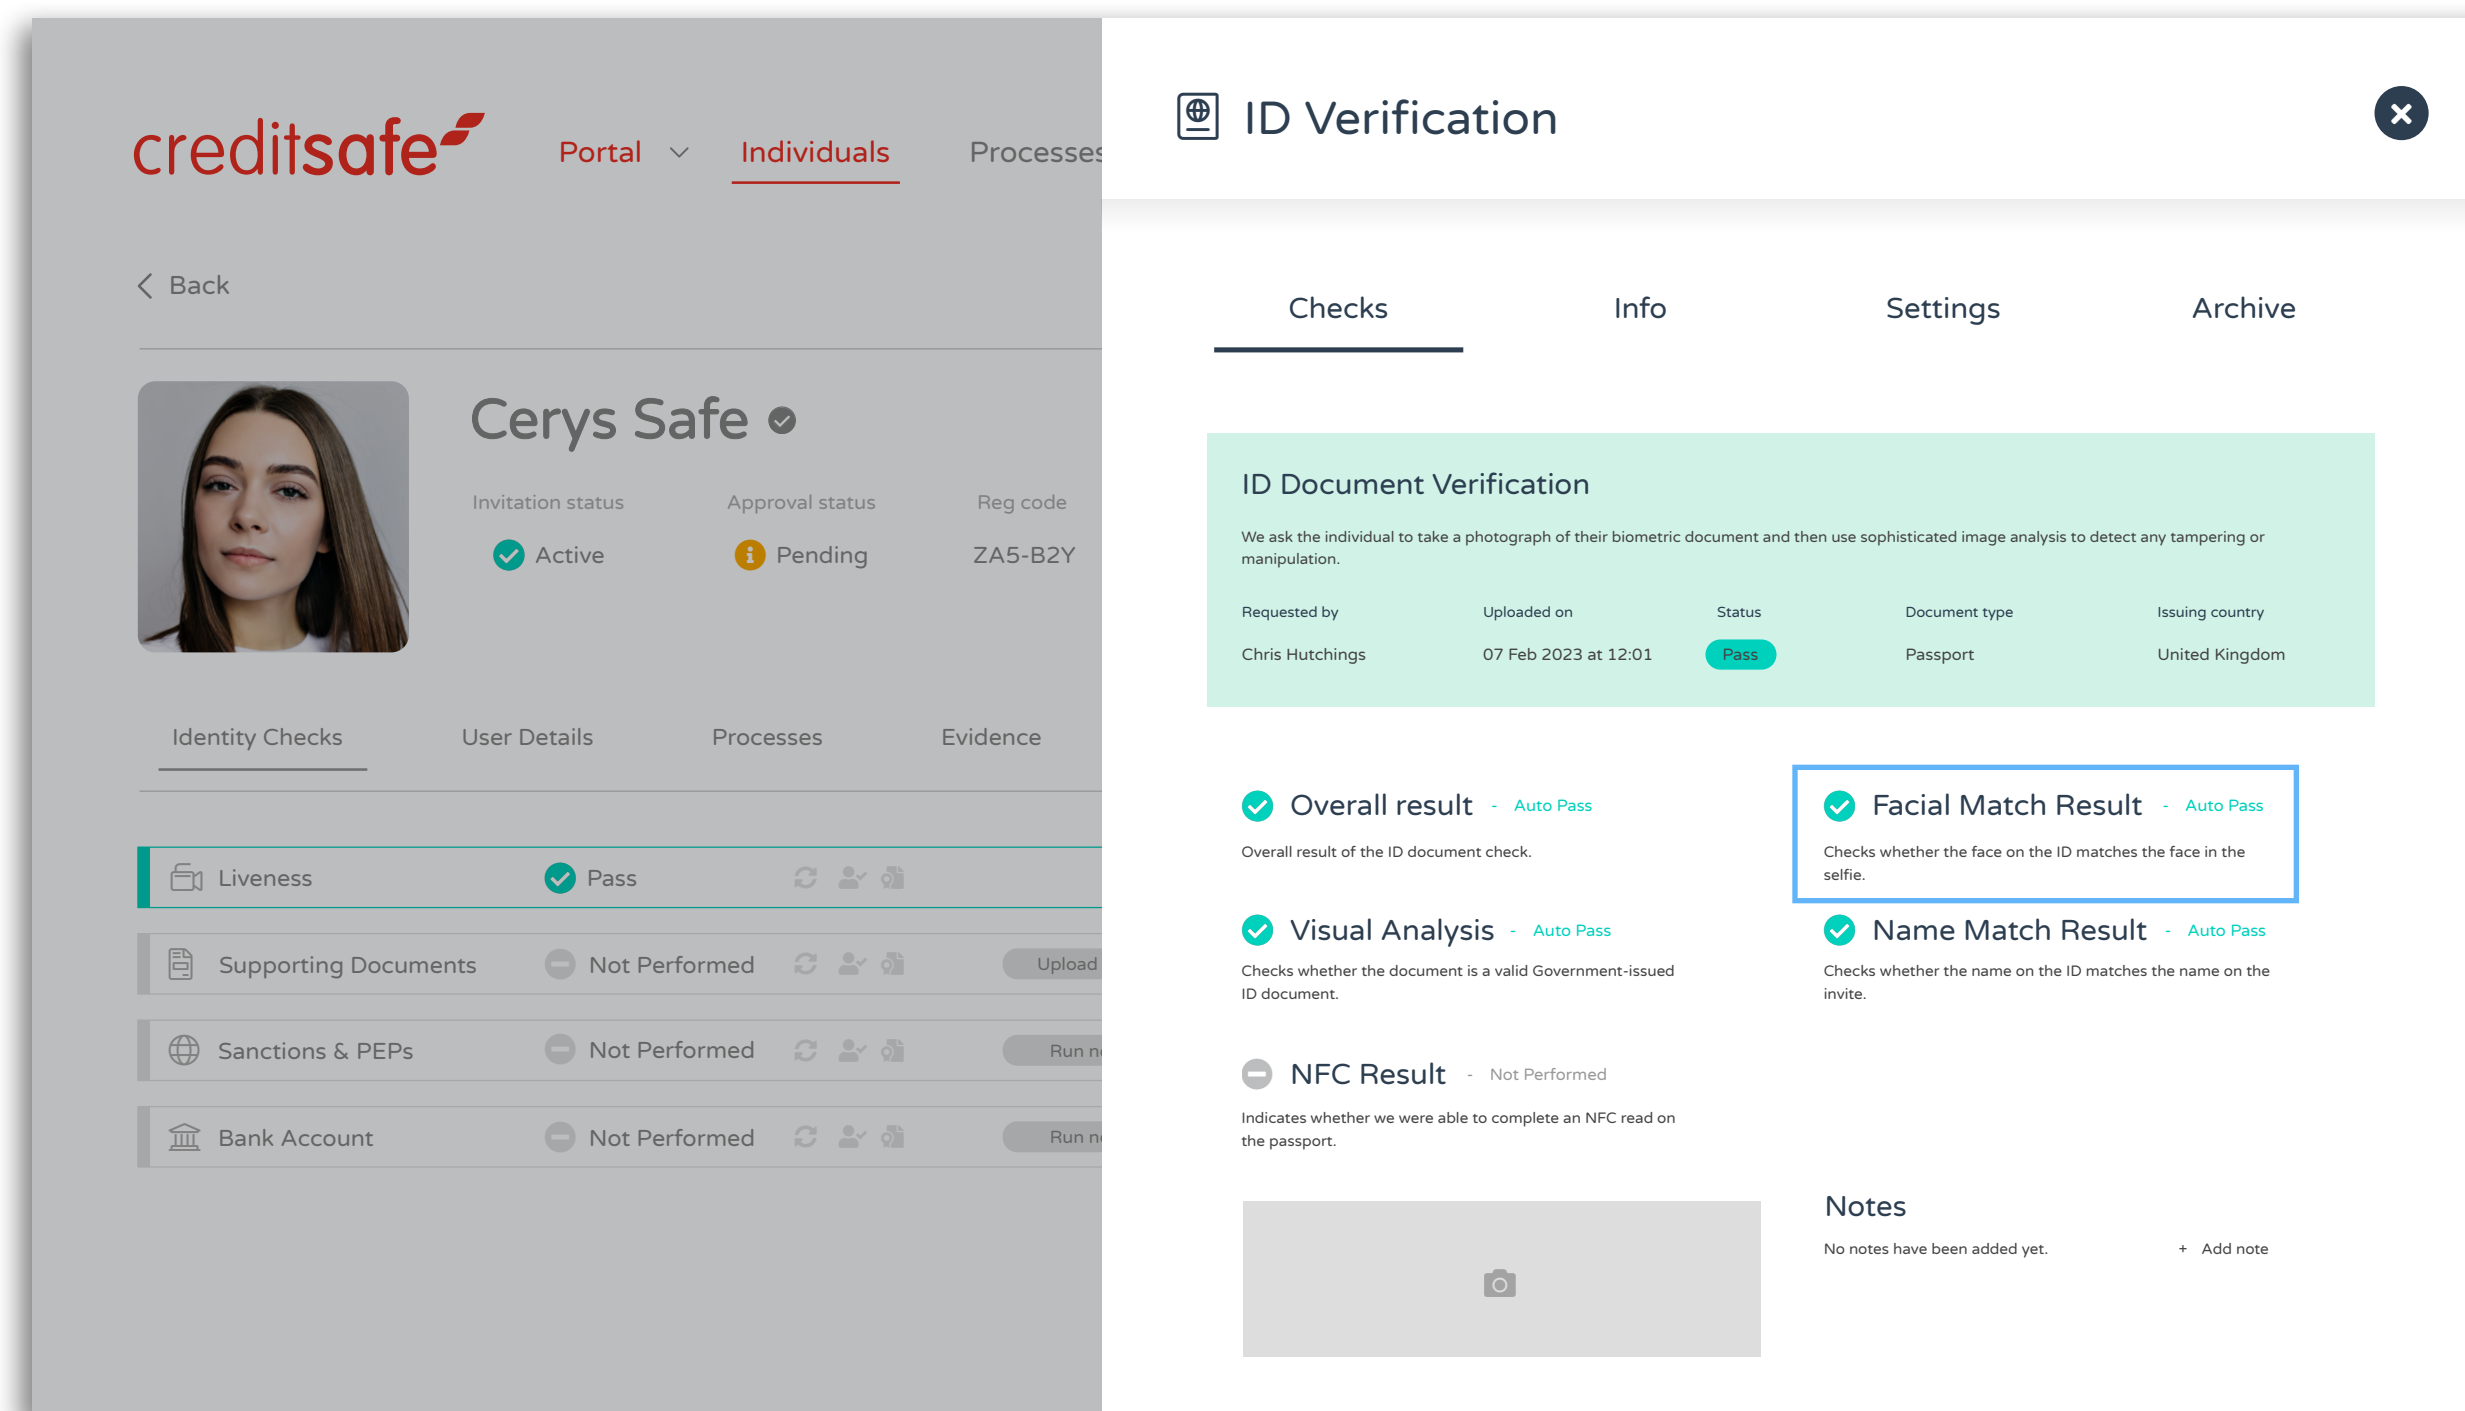 creditsafe
Portal
Individuals
Processes
Back
Cerys Safe
Invitation status
Approval status
Reg code
Active
Pending
ZA5-B2Y
Identity Checks
User Details
Processes
Evidence
Liveness
Pass
Supporting Documents
Not Performed
Upload
Sanctions & PEPs
Not Performed
Run
Bank Account
Not Performed
Run
ID Verification
Checks
Info
Settings
Archive
ID Document Verification
We ask the individual to take a photograph of their biometric document and then use sophisticated image analysis to detect any tampering or
manipulation.
Requested by
Uploaded on
Status
Document type
Issuing country
Chris Hutchings
07 Feb 2023 at 12:01
Pass
Passport
United Kingdom
Overall result - Auto Pass
Overall result of the ID document check.
Facial Match Result - Auto Pass
Checks whether the face on the ID matches the face in the
selfie.
Visual Analysis - Auto Pass
Checks whether the document is a valid Government-issued
ID document.
Name Match Result - Auto Pass
Checks whether the name on the ID matches the name on the
invite.
NFC Result - Not Performed
Indicates whether we were able to complete an NFC read on
the passport.
Notes
No notes have been added yet.
+ Add note